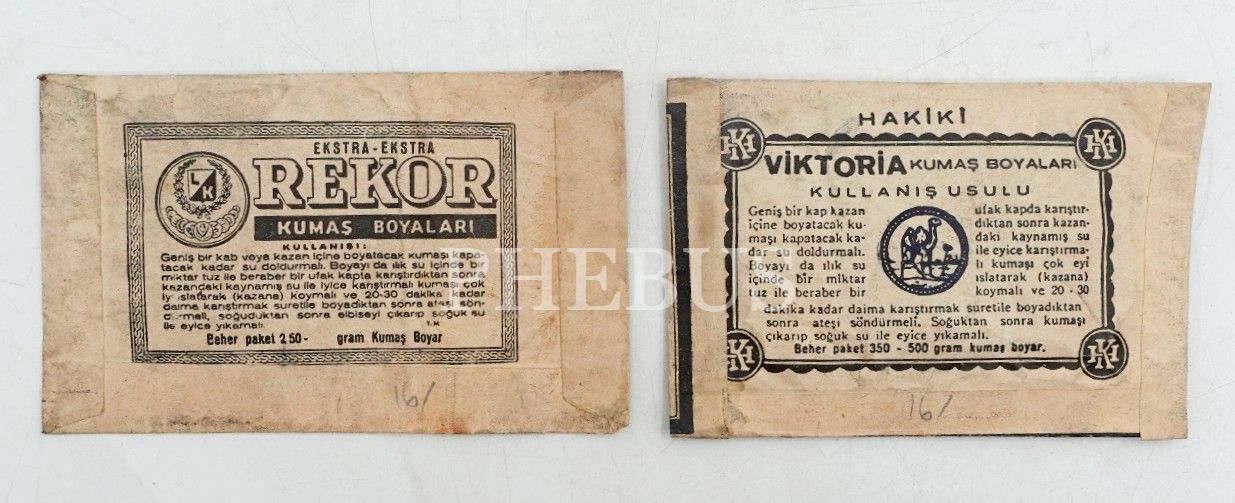 EKSTRA - EKSTRA
REKOR
KUMAŞ BOYALARI
LK
KULLANIŞI:
Geniş bir kab veya kazan içine boyatacak kumaşı kapa-
tacak kadar su doldurmalı. Boyayı da ılık su içinde bir
miktar tuz ile beraber bir ufak kapta karıştırdıktan sonra
kazandaki kaynamış su ile iyice karıştırmalı kumaşı çok
iyi ıslatarak (kazana) koymalı ve 20-30 dakika kadar
daima karıştırmak suretile boyadıktan sonra ateşi sön-
dürmeli, soğuduktan sonra elbiseyi çıkarıp soğuk su
ile eyice yıkamalı. T.M
Beher paket 250- gram Kumaş Boyar
16/
HAKİKİ
VİKTORİA KUMAŞ BOYALARI
KULLANIŞ USULU
Geniş bir kap kazan
içine boyatacak ku-
maşı kapatacak ka-
dar su doldurmalı.
Boyayı da ılık su
içinde bir miktar
tuz ile beraber bir
ufak kapda karıştır-
dıktan sonra kazan-
daki kaynamış su
ile eyice karıştırma-
lı kumaşı çok eyi
ıslatarak (kazana)
koymalı ve 20 - 30
dakika kadar daima karıştırmak suretile boyadıktan
sonra ateşi söndürmeli. Soğuktan sonra kumaşı
çıkarıp soğuk su ile eyice yıkamalı.
Beher paket 350 - 500 gram kumaş boyar.
16/
PHEBUS